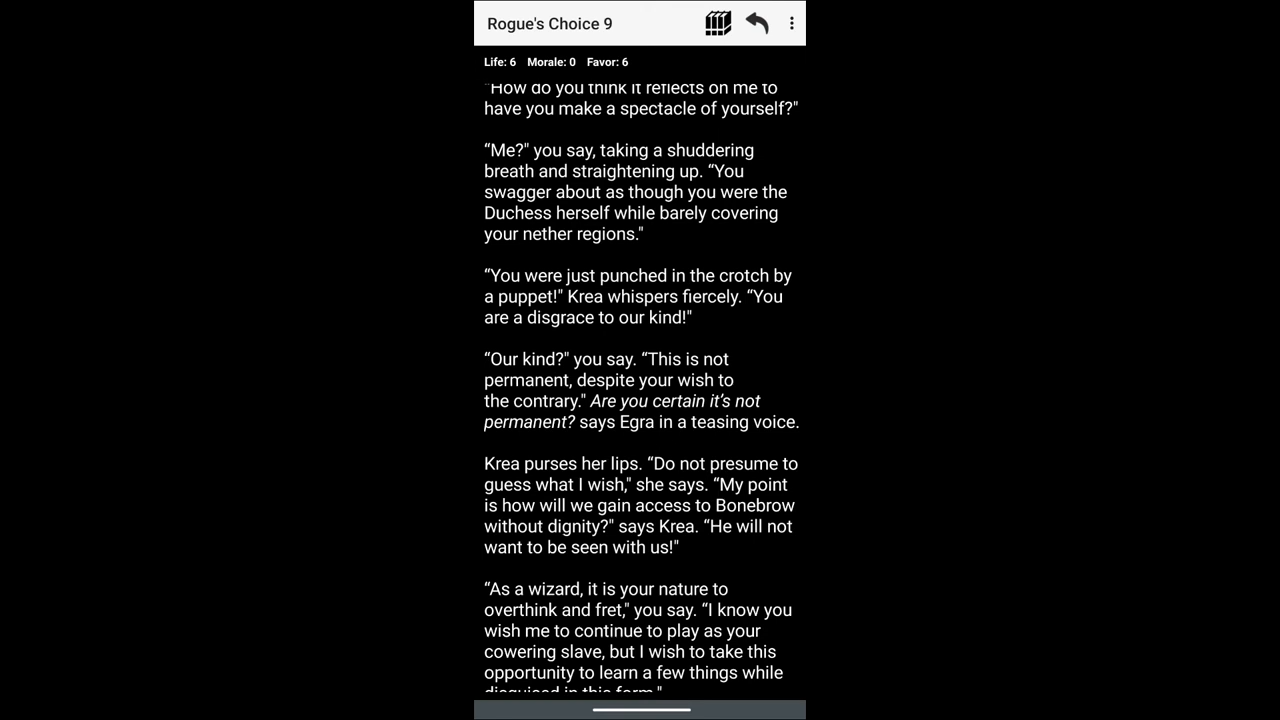 Rogue's Choice 9
Life: 6 Morale: 0 Favor: 6
"How do you think it reflects on me to
have you make a spectacle of yourself?"
“Me?" you say, taking a shuddering
breath and straightening up. “You
swagger about as though you were the
Duchess herself while barely covering
your nether regions."
“You were just punched in the crotch by
a puppet!" Krea whispers fiercely. “You
are a disgrace to our kind!"
“Our kind?" you say. “This is not
permanent, despite your wish to
the contrary." Are you certain it’s not
permanent? says Egra in a teasing voice.
Krea purses her lips. “Do not presume to
guess what I wish," she says. “My point
is how will we gain access to Bonebrow
without dignity?" says Krea. “He will not
want to be seen with us!"
“As a wizard, it is your nature to
overthink and fret," you say. “I know you
wish me to continue to play as your
cowering slave, but I wish to take this
opportunity to learn a few things while
disguised in this form."